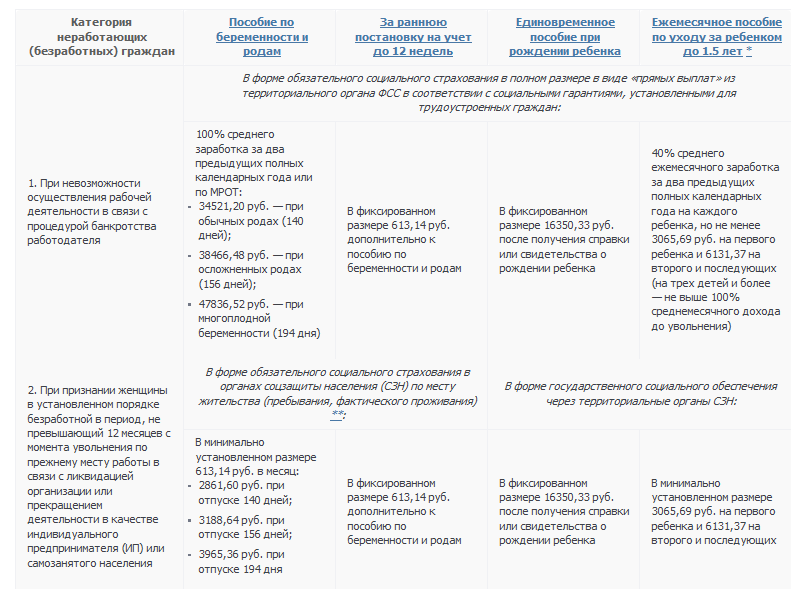 Категория
неработающих
(безработных) граждан
Пособие по
беременности и
родам
За раннюю
постановку на учет
до 12 недель
Единовременное
пособие при
рождении ребенка
Ежемесячное пособие
по уходу за ребенком
до 1.5 лет *
1. При невозможности
осуществления рабочей
деятельности в связи с
процедурой банкротства
работодателя
В форме обязательного социального страхования в полном размере в виде «прямых выплат» из
территориального органа ФСС в соответствии с социальными гарантиями, установленными для
трудоустроенных граждан:
100% среднего
заработка за два
предыдущих полных
календарных года или
по МРОТ:
- 34521,20 руб. — при
обычных родах (140
дней);
- 38466,48 руб. — при
осложненных родах
(156 дней);
- 47836,52 руб. — при
многоплодной
беременности (194 дня)
В фиксированном
размере 613,14 руб.
дополнительно к
пособию по
беременности и родам
В фиксированном
размере 16350,33 руб.
после получения справки
или свидетельства о
рождении ребенка
40% среднего
ежемесячного заработка
за два предыдущих
полных календарных
года на каждого
ребенка, но не менее
3065,69 руб. на первого
ребенка и 6131,37 на
второго и последующих
(на трех детей и более
— не выше 100%
среднемесячного дохода
до увольнения)
2. При признании женщины
в установленном порядке
безработной в период, не
превышающий 12 месяцев с
момента увольнения по
прежнему месту работы в
связи с ликвидацией
организации или
прекращением
деятельности в качестве
индивидуального
предпринимателя (ИП) или
самозанятого населения
В форме обязательного социального страхования в
органах соцзащиты населения (СЗН) по месту
жительства (пребывания, фактического проживания)
**:
В форме государственного социального обеспечения
через территориальные органы СЗН:
В минимально
установленном размере
613,14 руб. в месяц:
- 2861,60 руб. при
отпуске 140 дней;
- 3188,64 руб. при
отпуске 156 дней;
- 3965,36 руб. при
отпуске 194 дня
В фиксированном
размере 613,14 руб.
дополнительно к
пособию по
беременности и родам
В фиксированном
размере 16350,33 руб.
после получения справки
или свидетельства о
рождении ребенка
В минимально
установленном размере
3065,69 руб. на первого
ребенка и 6131,37 на
второго и последующих